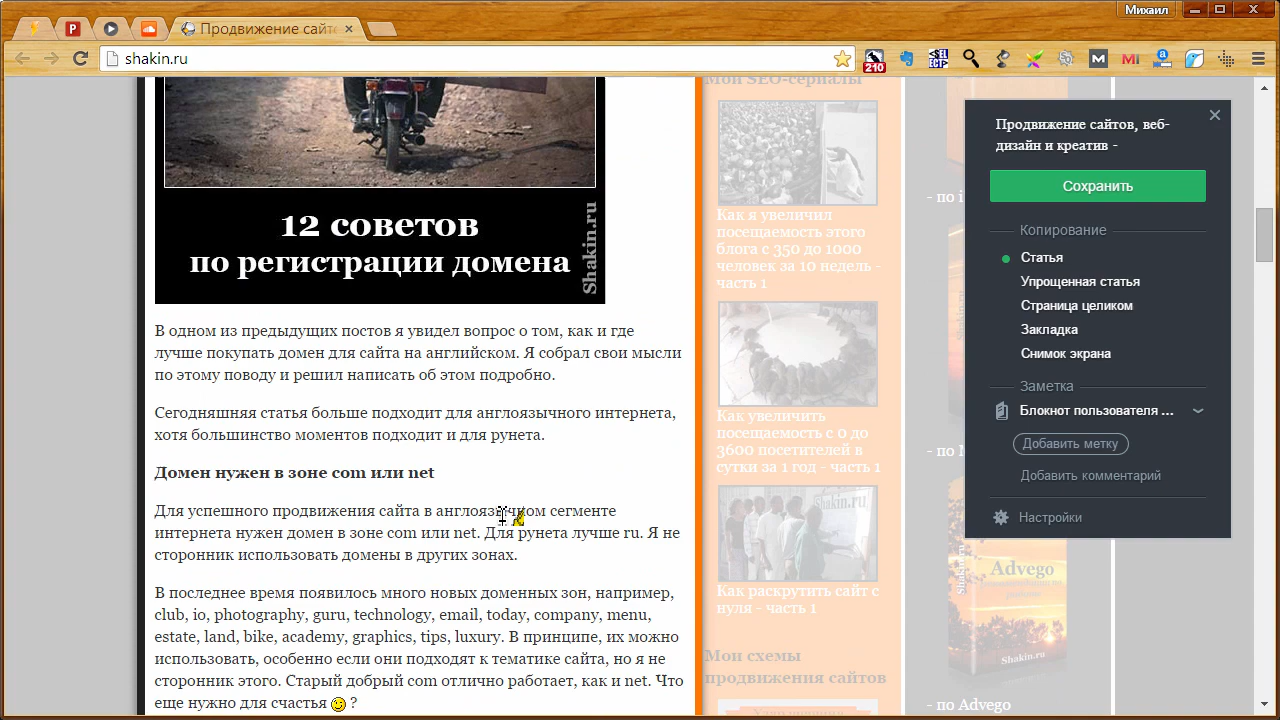 Михаил
Продвижение сайт
shakin.ru
210
12 советов
по регистрации домена
Shakin.ru
В одном из предыдущих постов я увидел вопрос о том, как и где
лучше покупать домен для сайта на английском. Я собрал свои мысли
по этому поводу и решил написать об этом подробно.
Сегодняшняя статья больше подходит для англоязычного интернета,
хотя большинство моментов подходит и для рунета.
Домен нужен в зоне com или net
Для успешного продвижения сайта в англоязычном сегменте
интернета нужен домен в зоне com или net. Для рунета лучше ru. Я не
сторонник использовать домены в других зонах.
В последнее время появилось много новых доменных зон, например,
club, io, photography, guru, technology, email, today, company, menu,
estate, land, bike, academy, graphics, tips, luxury. В принципе, их можно
использовать, особенно если они подходят к тематике сайта, но я не
сторонник этого. Старый добрый com отлично работает, как и net. Что
еще нужно для счастья ?
Мои SEO-сериалы
Как я увеличил
посещаемость этого
блога с 350 до 1000
человек за 10 недель -
часть 1
Как увеличить
посещаемость с 0 до
3600 посетителей в
сутки за 1 год - часть 1
Shakin.ru
Как раскрутить сайт с
нуля - часть 1
Мои схемы
продвижения сайтов
- по i
- по N
Advego
Shakin.ru
- по Advego
Продвижение сайтов, веб-
дизайн и креатив -
Сохранить
Копирование
Статья
Упрощенная статья
Страница целиком
Закладка
Снимок экрана
Заметка
Блокнот пользователя ...
Добавить метку
Добавить комментарий
Настройки